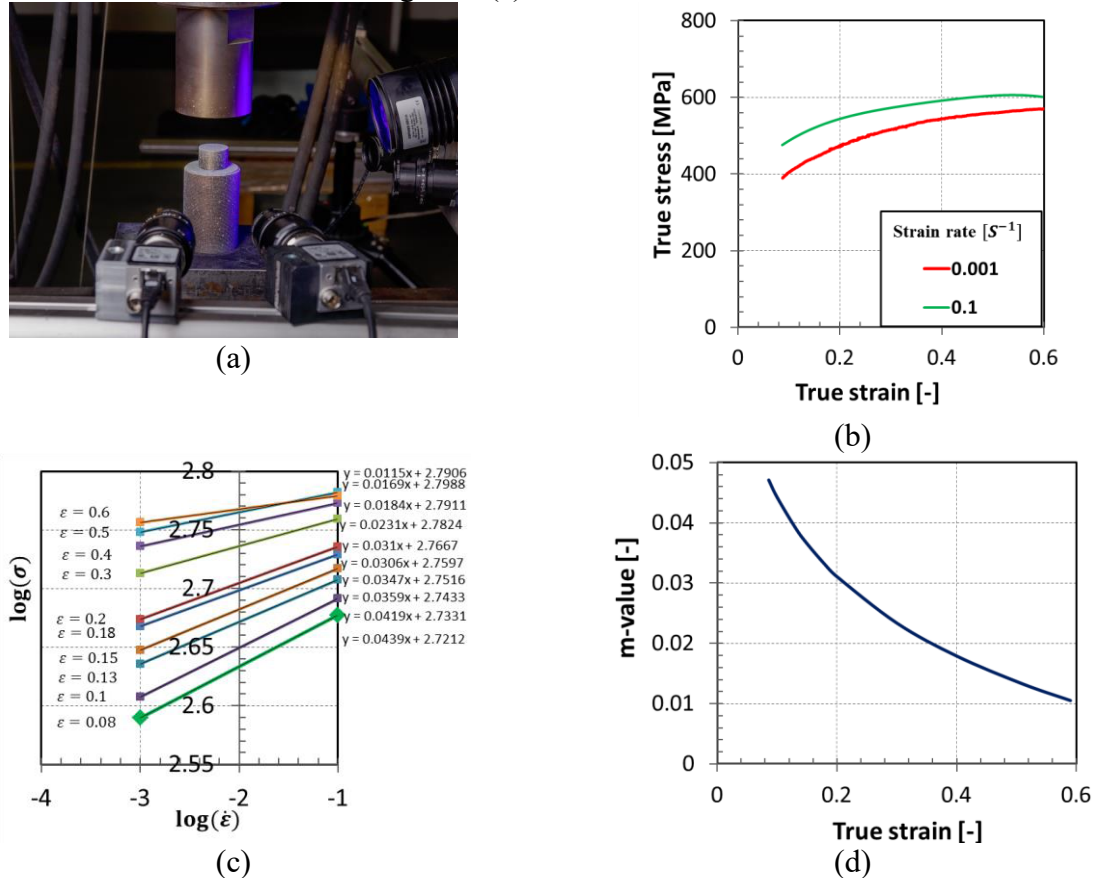 (a)
800
600
400
200
0
0
0.2
0.4
0.6
True stress [MPa]
True strain [-]
Strain rate [S⁻¹]
0.001
0.1
(b)
2.8
2.75
2.7
2.65
2.6
2.55
-4
-3
-2
-1
log(σ)
log(ε̇)
ε = 0.6
ε = 0.5
ε = 0.4
ε = 0.3
ε = 0.2
ε = 0.18
ε = 0.15
ε = 0.13
ε = 0.1
ε = 0.08
y = 0.0115x + 2.7906
y = 0.0169x + 2.7988
y = 0.0184x + 2.7911
y = 0.0231x + 2.7824
y = 0.031x + 2.7667
y = 0.0306x + 2.7597
y = 0.0347x + 2.7516
y = 0.0359x + 2.7433
y = 0.0419x + 2.7331
y = 0.0439x + 2.7212
(c)
0.05
0.04
0.03
0.02
0.01
0
0
0.2
0.4
0.6
m-value [-]
True strain [-]
(d)